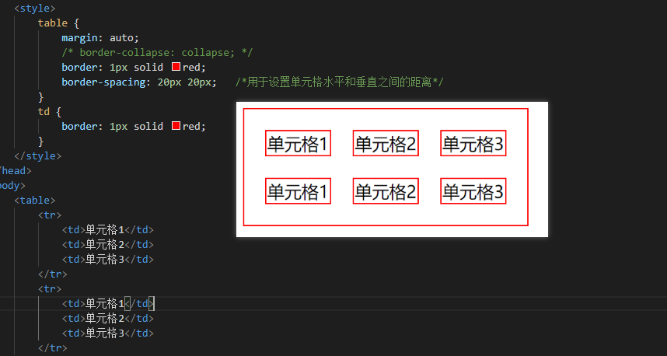 <style>
table {
margin: auto;
/* border-collapse: collapse; */
border: 1px solid red;
border-spacing: 20px 20px; /*用于设置单元格水平和垂直之间的距离*/
}
td {
border: 1px solid red;
}
</style>
/head>
body>
<table>
<tr>
<td>单元格1</td>
<td>单元格2</td>
<td>单元格3</td>
</tr>
<tr>
<td>单元格1</td>
<td>单元格2</td>
<td>单元格3</td>
</tr>
单元格1 单元格2 单元格3
单元格1 单元格2 单元格3